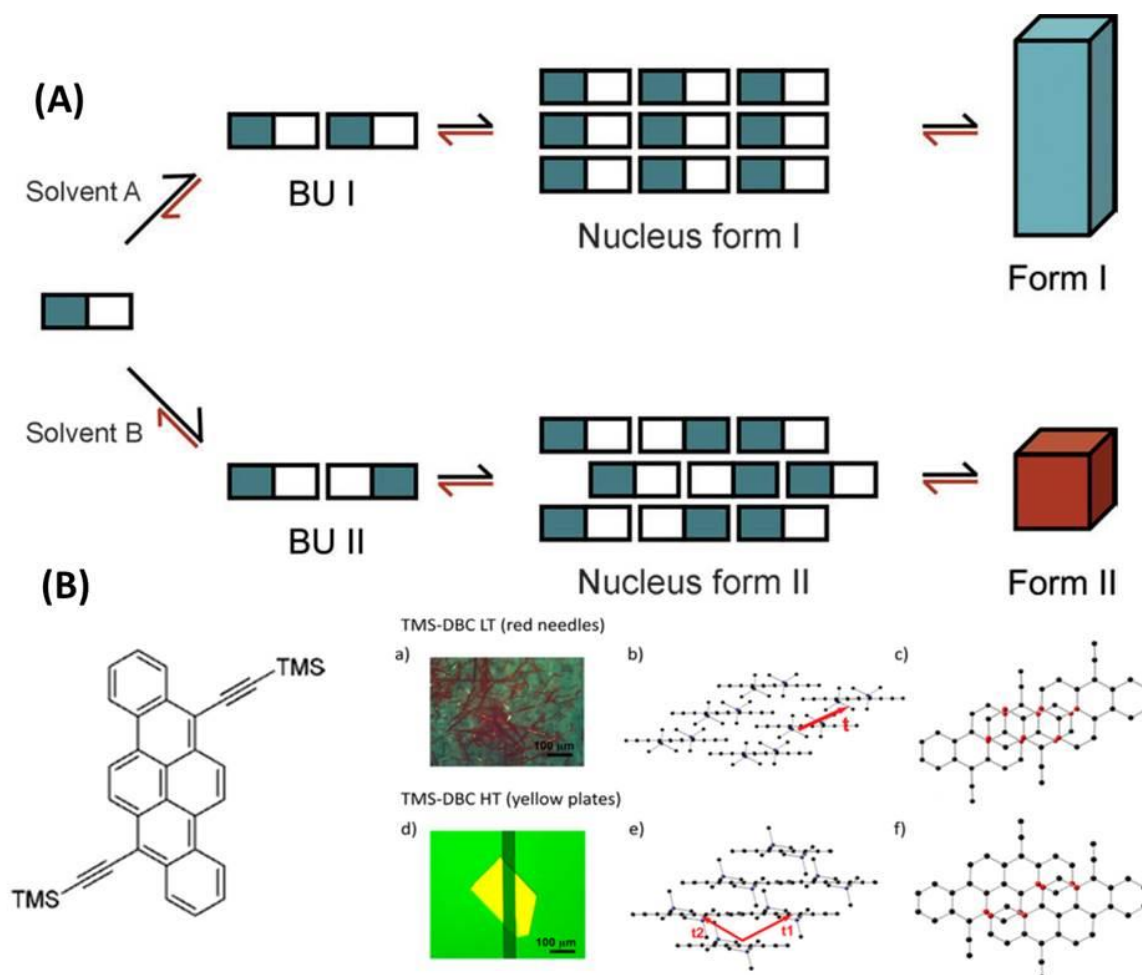 (A)
Solvent A
BU I
Nucleus form I
Form I
Solvent B
BU II
Nucleus form II
Form II
(B)
TMS
TMS
TMS-DBC LT (red needles)
a)
100 µm
b)
t
c)
TMS-DBC HT (yellow plates)
d)
100 µm
e)
t2
t1
f)